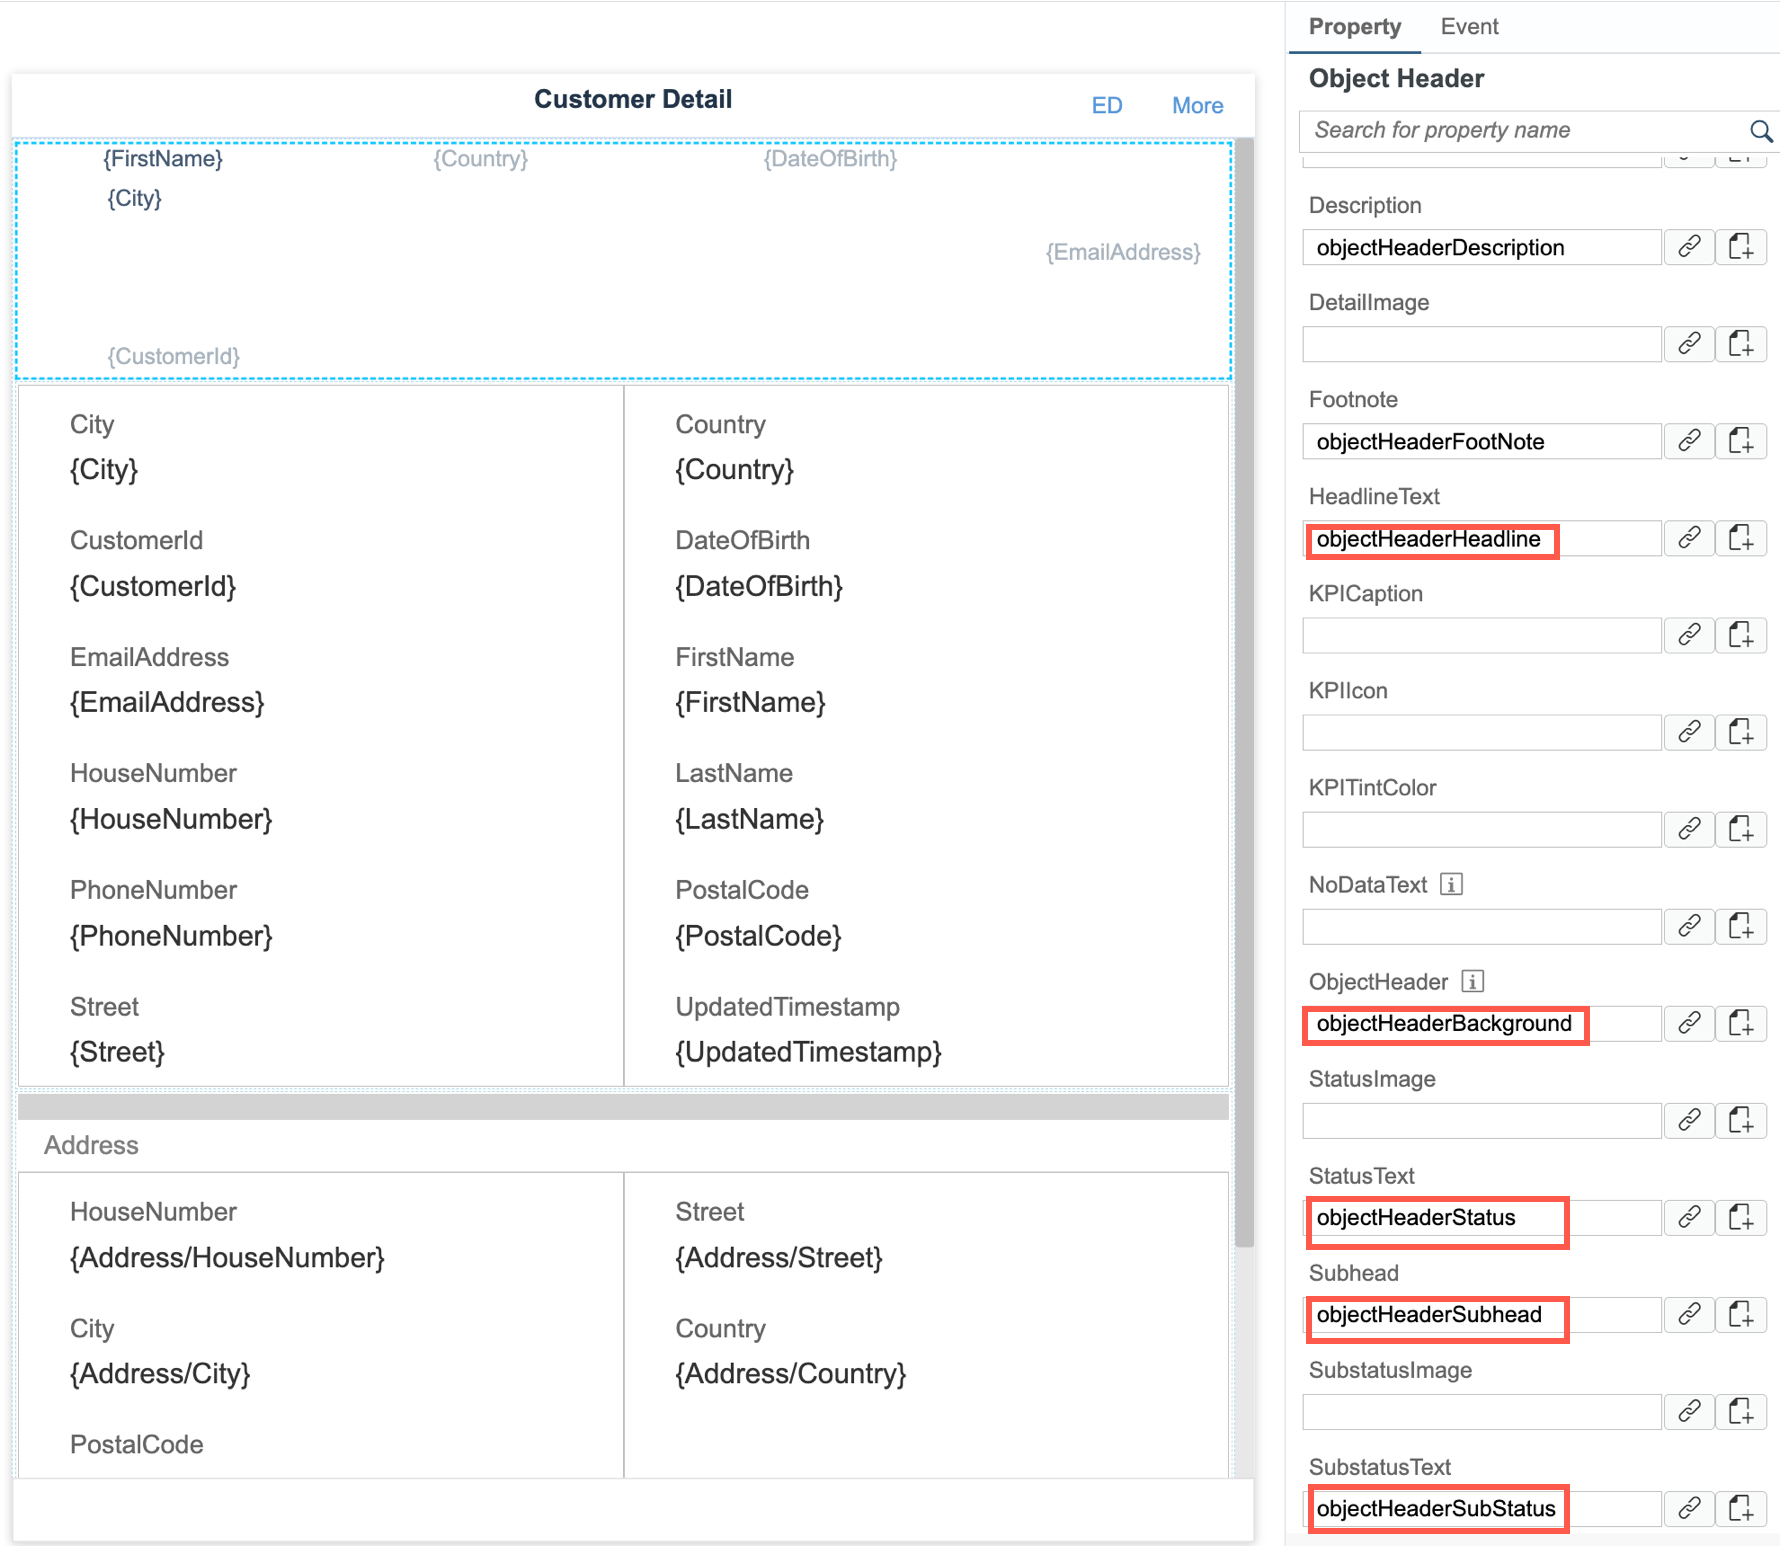 Customer Detail
ED
More
{FirstName}
{Country}
{DateOfBirth}
{City}
{EmailAddress}
{CustomerId}
City
{City}
Country
{Country}
CustomerId
{CustomerId}
DateOfBirth
{DateOfBirth}
EmailAddress
{EmailAddress}
FirstName
{FirstName}
HouseNumber
{HouseNumber}
LastName
{LastName}
PhoneNumber
{PhoneNumber}
PostalCode
{PostalCode}
Street
{Street}
UpdatedTimestamp
{UpdatedTimestamp}
Address
HouseNumber
{Address/HouseNumber}
Street
{Address/Street}
City
{Address/City}
Country
{Address/Country}
PostalCode
Property
Event
Object Header
Search for property name
Description
objectHeaderDescription
DetailImage
Footnote
objectHeaderFootNote
HeadlineText
objectHeaderHeadline
KPICaption
KPIIcon
KPITintColor
NoDataText
ObjectHeader
objectHeaderBackground
StatusImage
StatusText
objectHeaderStatus
Subhead
objectHeaderSubhead
SubstatusImage
SubstatusText
objectHeaderSubStatus